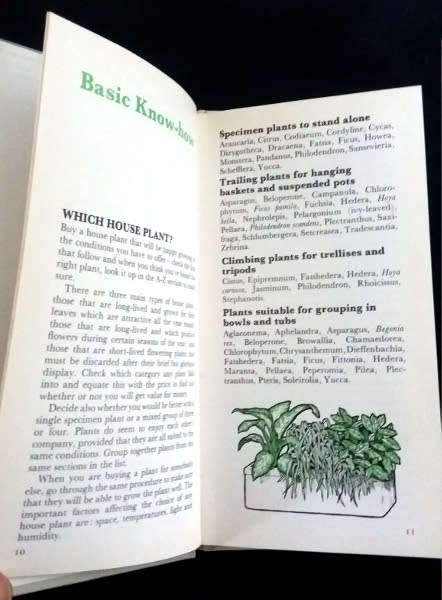 Basic Know-how
WHICH HOUSE PLANT?
Buy a house plant that will be happy growing in
the conditions you have to offer – check the lists
that follow and when you think you've found the
right plant, look it up in the A–Z section to make
sure.
There are three main types of house plant:
those that are long-lived and grown for their
leaves which are attractive all the year round;
those that are long-lived and which produce
flowers during certain seasons of the year; and
those that are short-lived flowering plants that
must be discarded after their brief but glorious
display. Check which category any plant falls
into and equate this with the price to find out
whether or not you will get value for money.
Decide also whether you would be better with a
single specimen plant or a mixed group of three
or four. Plants do seem to enjoy each other's
company, provided that they are all suited to the
same conditions. Group together plants from the
same sections in the list.
When you are buying a plant for somebody
else, go through the same procedure to make sure
that they will be able to grow the plant well. The
important factors affecting the choice of any
house plant are: space, temperatures, light and
humidity.
10
Specimen plants to stand alone
Araucaria, Citrus, Codiaeum, Cordyline, Cycas,
Dizygotheca, Dracaena, Fatsia, Ficus, Howea,
Monstera, Pandanus, Philodendron, Sansevieria,
Schefflera, Yucca.
Trailing plants for hanging
baskets and suspended pots
Asparagus, Beloperone, Campanula, Chloro-
phytum, Ficus pumila, Fuchsia, Hedera, Hoya
bella, Nephrolepis, Pelargonium (ivy-leaved),
Pellaea, Philodendron scandens, Plectranthus, Saxi-
fraga, Schlumbergera, Setcreasea, Tradescantia,
Zebrina.
Climbing plants for trellises and
tripods
Cissus, Epipremnum, Fatshedera, Hedera, Hoya
carnosa, Jasminum, Philodendron, Rhoicissus,
Stephanotis.
Plants suitable for grouping in
bowls and tubs
Aglaonema, Aphelandra, Asparagus, Begonia
rex, Beloperone, Browallia, Chamaedorea,
Chlorophytum, Chrysanthemum, Dieffenbachia,
Fatshedera, Fatsia, Ficus, Fittonia, Hedera,
Maranta, Pellaea, Peperomia, Pilea, Plec-
tranthus, Pteris, Soleirolia, Yucca.
11